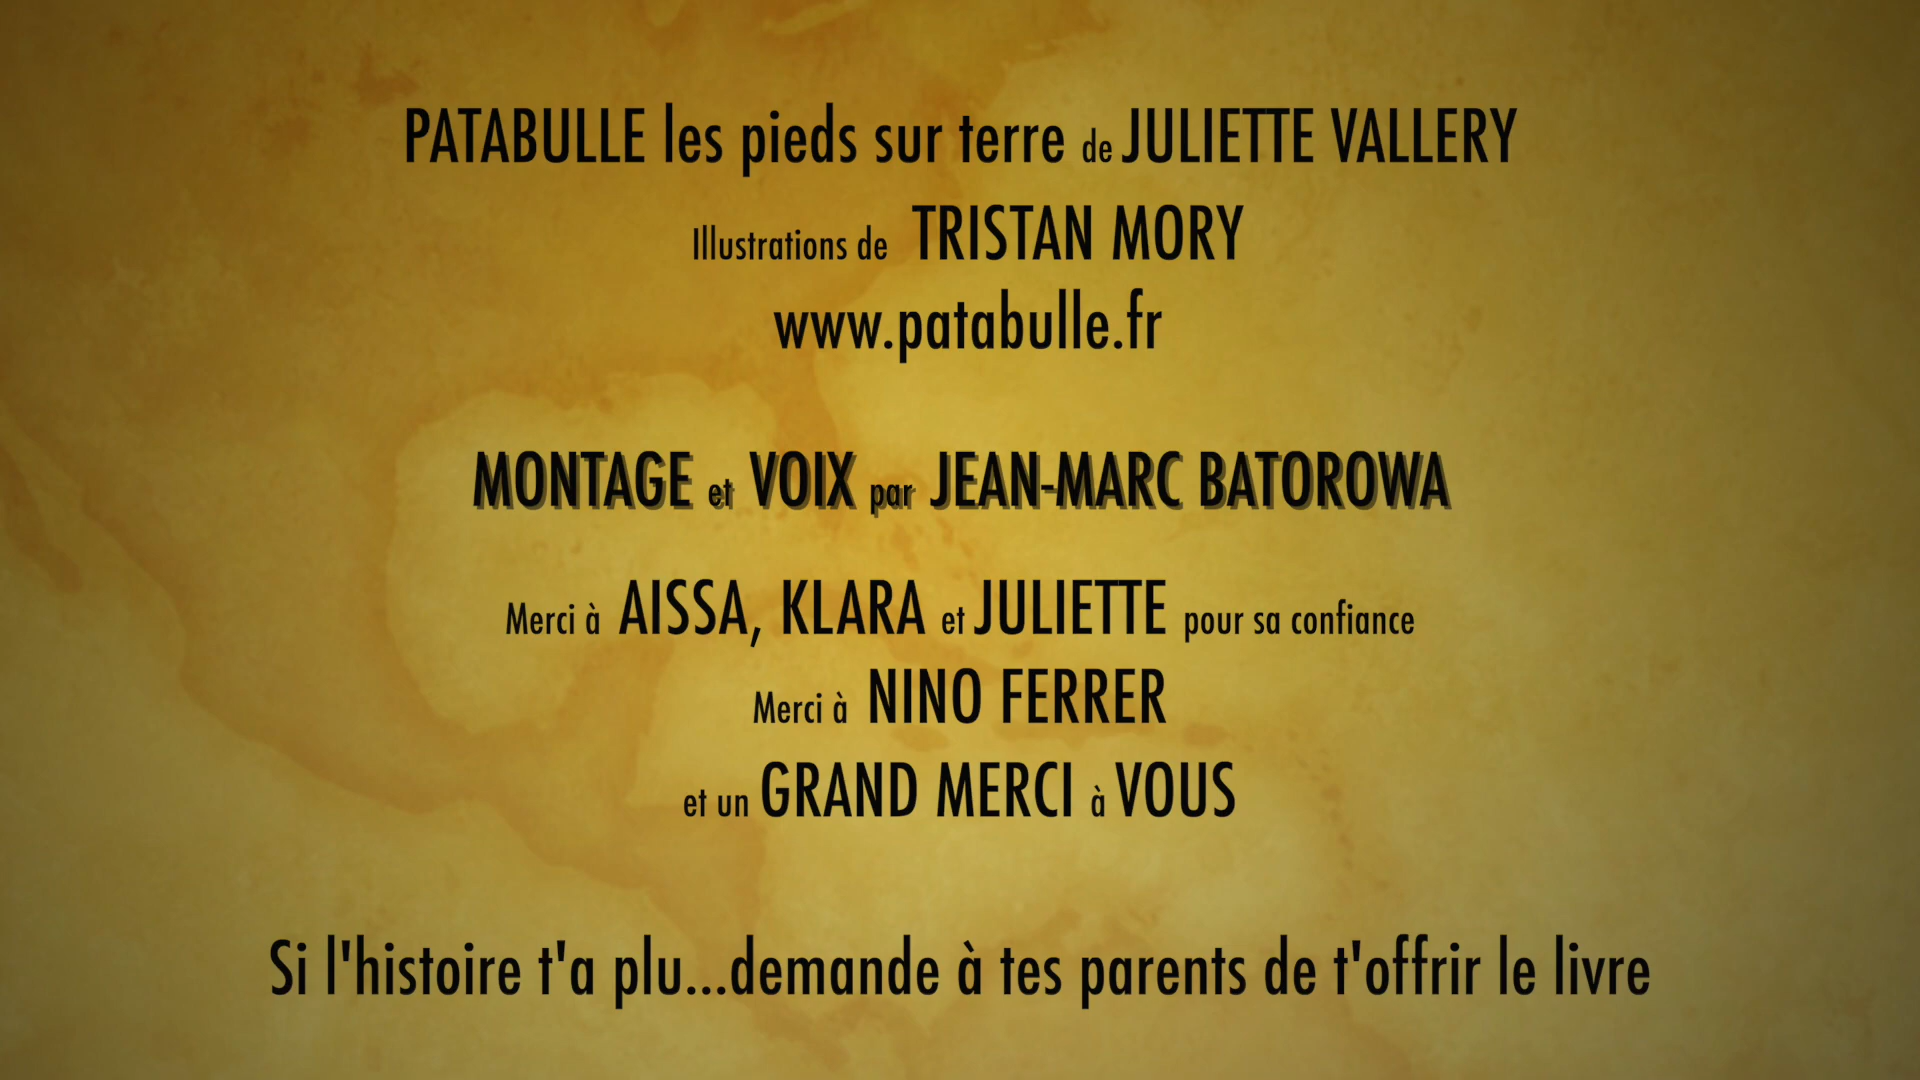 PATABULLE les pieds sur terre de JULIETTE VALLERY
Illustrations de TRISTAN MORY
www.patabulle.fr
MONTAGE et VOIX par JEAN-MARC BATOROWA
Merci à AISSA, KLARA et JULIETTE pour sa confiance
Merci à NINO FERRER
et un GRAND MERCI à VOUS
Si l'histoire t'a plu...demande à tes parents de t'offrir le livre